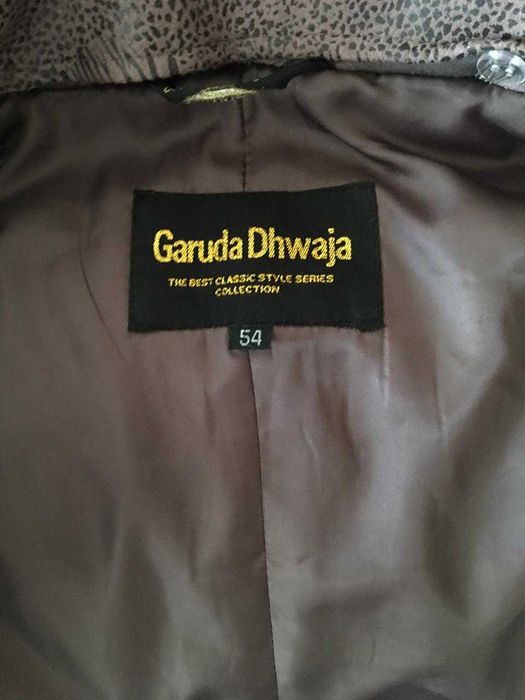 Garuda Dhwaja
THE BEST CLASSIC STYLE SERIES
COLLECTION
54